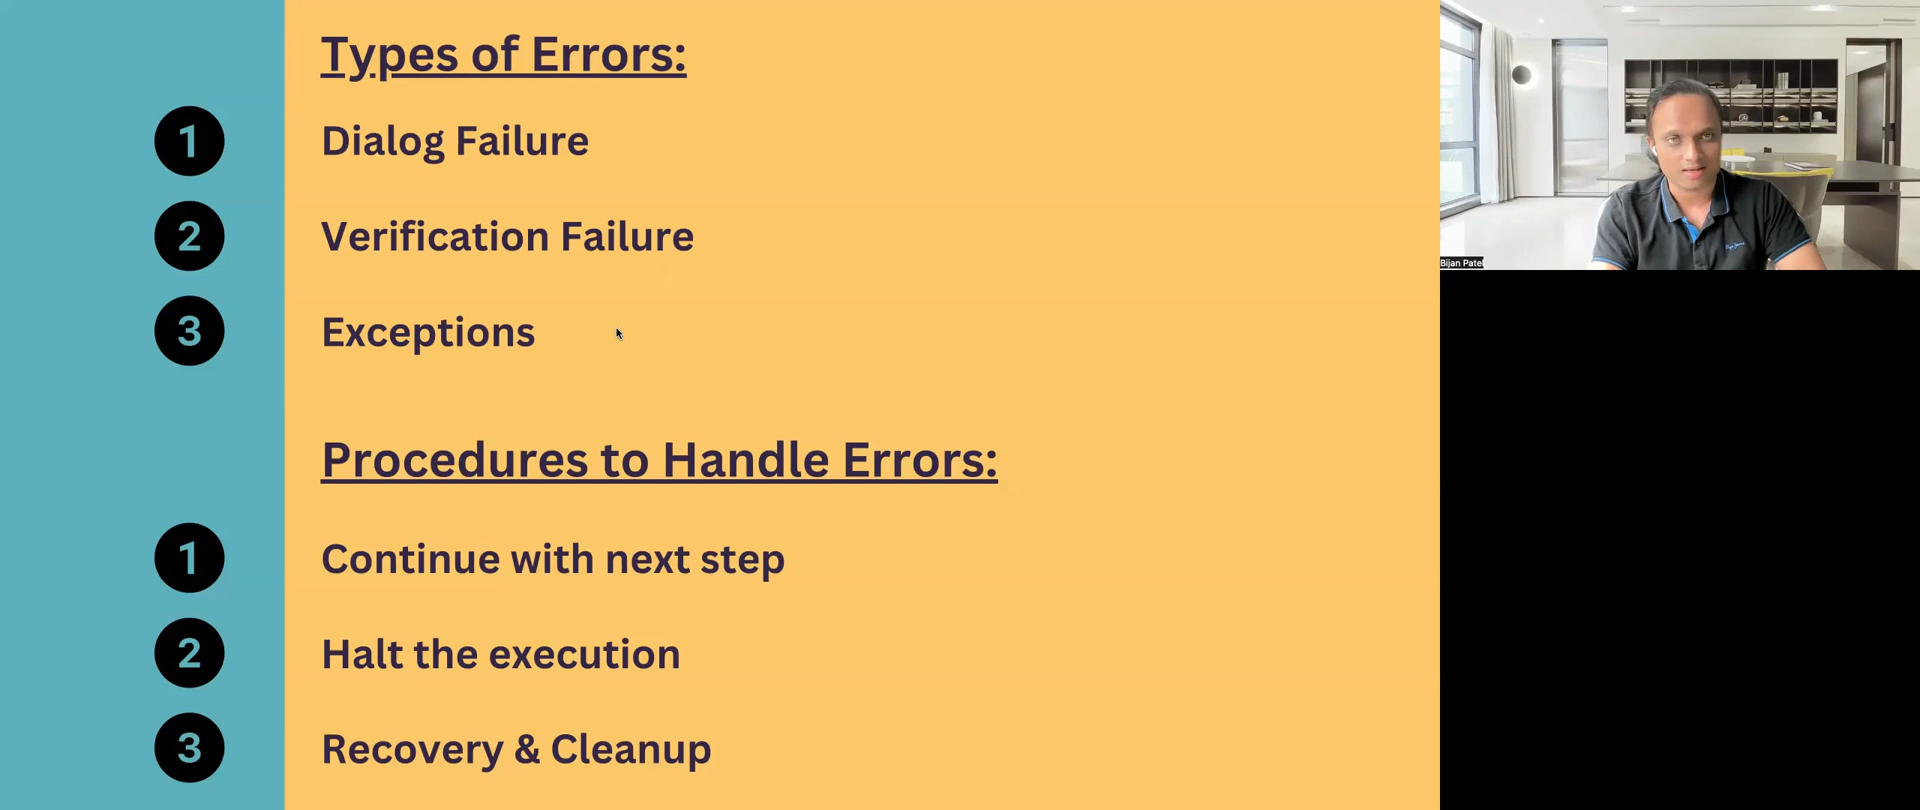 Types of Errors:
1 Dialog Failure
2 Verification Failure
3 Exceptions
Procedures to Handle Errors:
1 Continue with next step
2 Halt the execution
3 Recovery & Cleanup
Bijan Patel